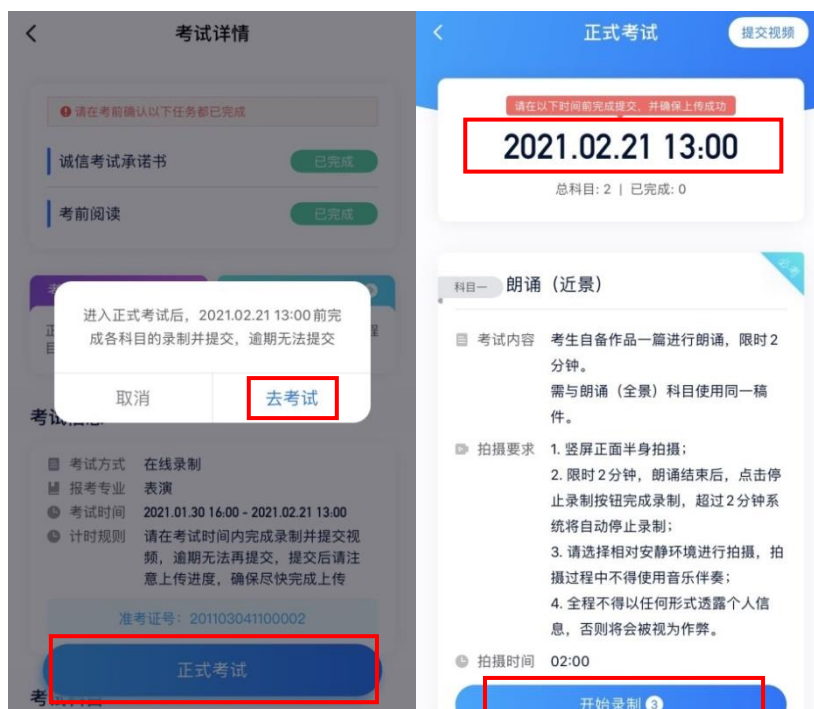 考试详情
请在考前确认以下任务都已完成
诚信考试承诺书 已完成
考前阅读 已完成
进入正式考试后，2021.02.21 13:00 前完
成各科目的录制并提交，逾期无法提交
取消 去考试
考试方式 在线录制
报考专业 表演
考试时间 2021.01.30 16:00 - 2021.02.21 13:00
计时规则 请在考试时间内完成录制并提交视
频，逾期无法再提交，提交后请注
意上传进度，确保尽快完成上传
准考证号：201103041100002
正式考试
正式考试 提交视频
请在以下时间前完成提交，并确保上传成功
2021.02.21 13:00
总科目: 2 | 已完成: 0
必考
科目一 朗诵（近景）
考试内容 考生自备作品一篇进行朗诵，限时2
分钟。
需与朗诵（全景）科目使用同一稿
件。
拍摄要求 1. 竖屏正面半身拍摄；
2. 限时2分钟，朗诵结束后，点击停
止录制按钮完成录制，超过2分钟系
统将自动停止录制；
3. 请选择相对安静环境进行拍摄，拍
摄过程中不得使用音乐伴奏；
4. 全程不得以任何形式透露个人信
息，否则将会被视为作弊。
拍摄时间 02:00
开始录制 3